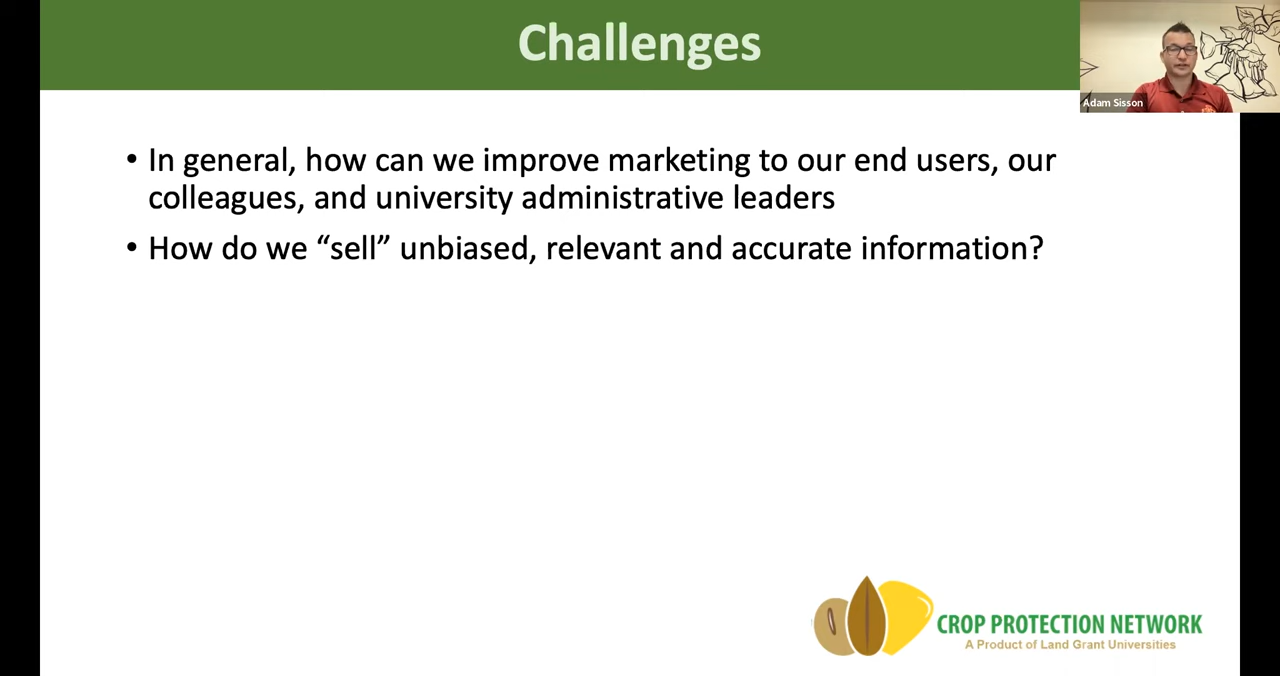 Challenges
Adam Sisson
• In general, how can we improve marketing to our end users, our
colleagues, and university administrative leaders
• How do we “sell” unbiased, relevant and accurate information?
CROP PROTECTION NETWORK
A Product of Land Grant Universities